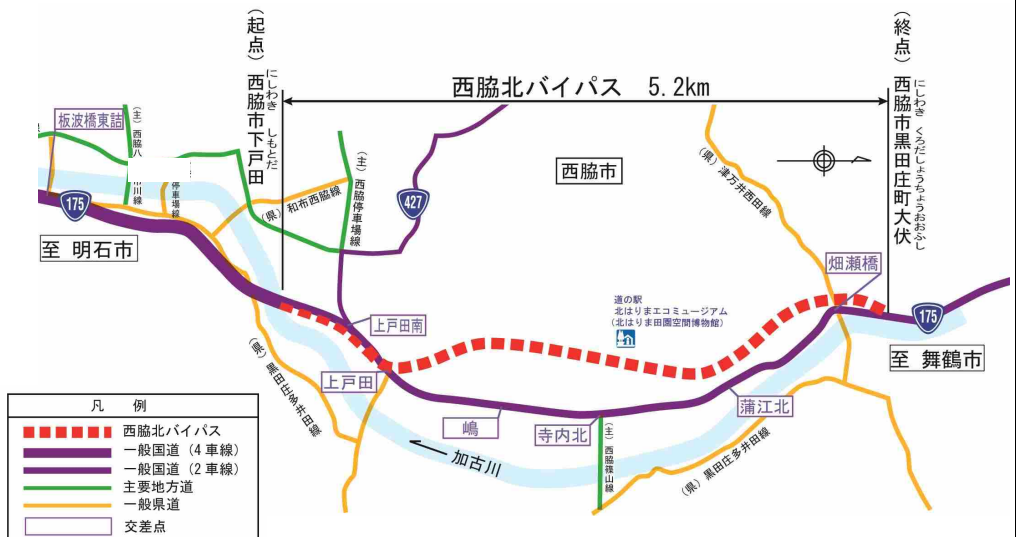 (起点)西脇市下戸田
にしわき しもとだ
西脇北バイパス 5.2km
(終点)西脇市黒田庄町大伏
にしわき くろだしょうちょうおおふし
板波橋東詰
(主)西脇八
市川線
停車場線
175
至 明石市
(県)和布西脇線
(主)西脇停車場線
427
西脇市
(県)津万井西田線
畑瀬橋
道の駅
北はりまエコミュージアム
(北はりま田園空間博物館)
175
至 舞鶴市
上戸田南
上戸田
(県)黒田庄多井田線
嶋
寺内北
蒲江北
加古川
(主)西脇篠山線
(県)黒田庄多井田線
凡 例
西脇北バイパス
一般国道(4車線)
一般国道(2車線)
主要地方道
一般県道
交差点